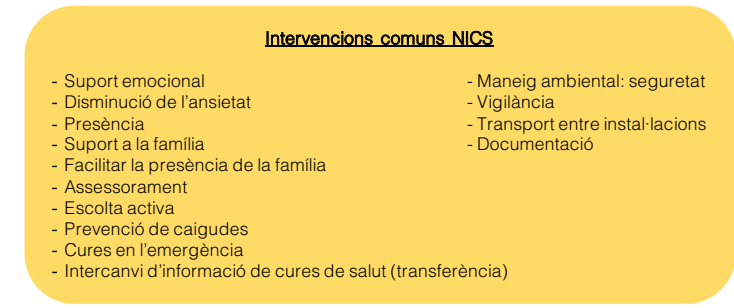 Intervencions comuns NICS
- Suport emocional
- Disminució de l'ansietat
- Presència
- Suport a la família
- Facilitar la presència de la família
- Assessorament
- Escolta activa
- Prevenció de caigudes
- Cures en l'emergència
- Intercanvi d'informació de cures de salut (transferència)
- Maneig ambiental: seguretat
- Vigilància
- Transport entre instal·lacions
- Documentació